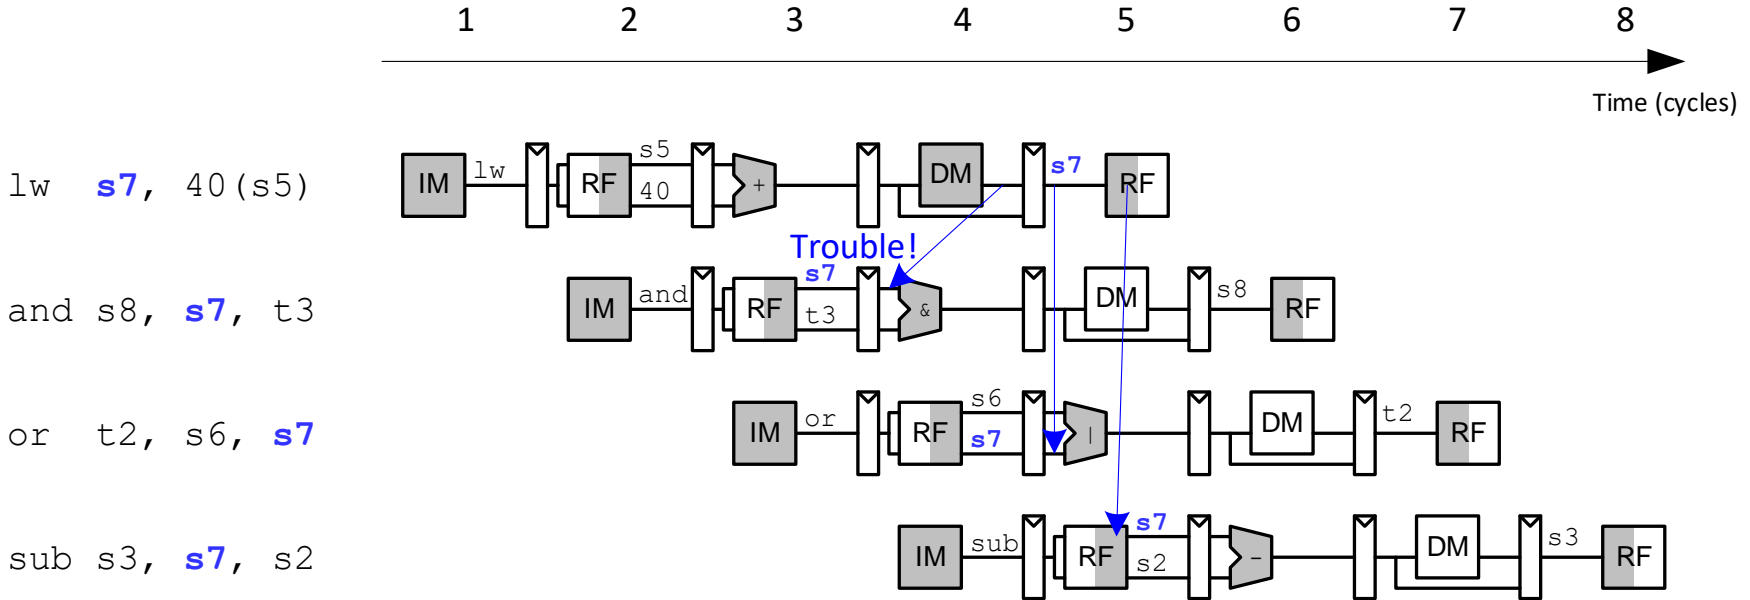 1 2 3 4 5 6 7 8
Time (cycles)
lw s7, 40(s5) IM lw RF s5 40 + DM s7 RF
Trouble!
and s8, s7, t3 IM and RF s7 t3 & DM s8 RF
or t2, s6, s7 IM or RF s6 s7 | DM t2 RF
sub s3, s7, s2 IM sub RF s7 s2 - DM s3 RF